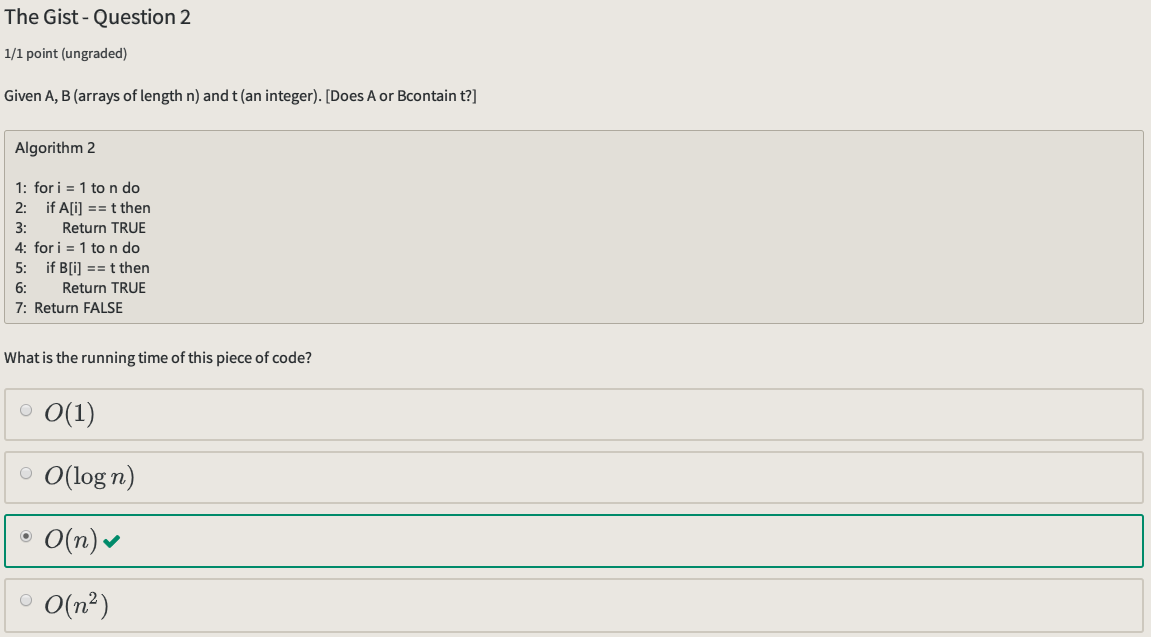 The Gist - Question 2
1/1 point (ungraded)
Given A, B (arrays of length n) and t (an integer). [Does A or Bcontain t?]
Algorithm 2
1: for i = 1 to n do
2: if A[i] == t then
3: Return TRUE
4: for i = 1 to n do
5: if B[i] == t then
6: Return TRUE
7: Return FALSE
What is the running time of this piece of code?
O(1)
O(log n)
O(n)
O(n²)